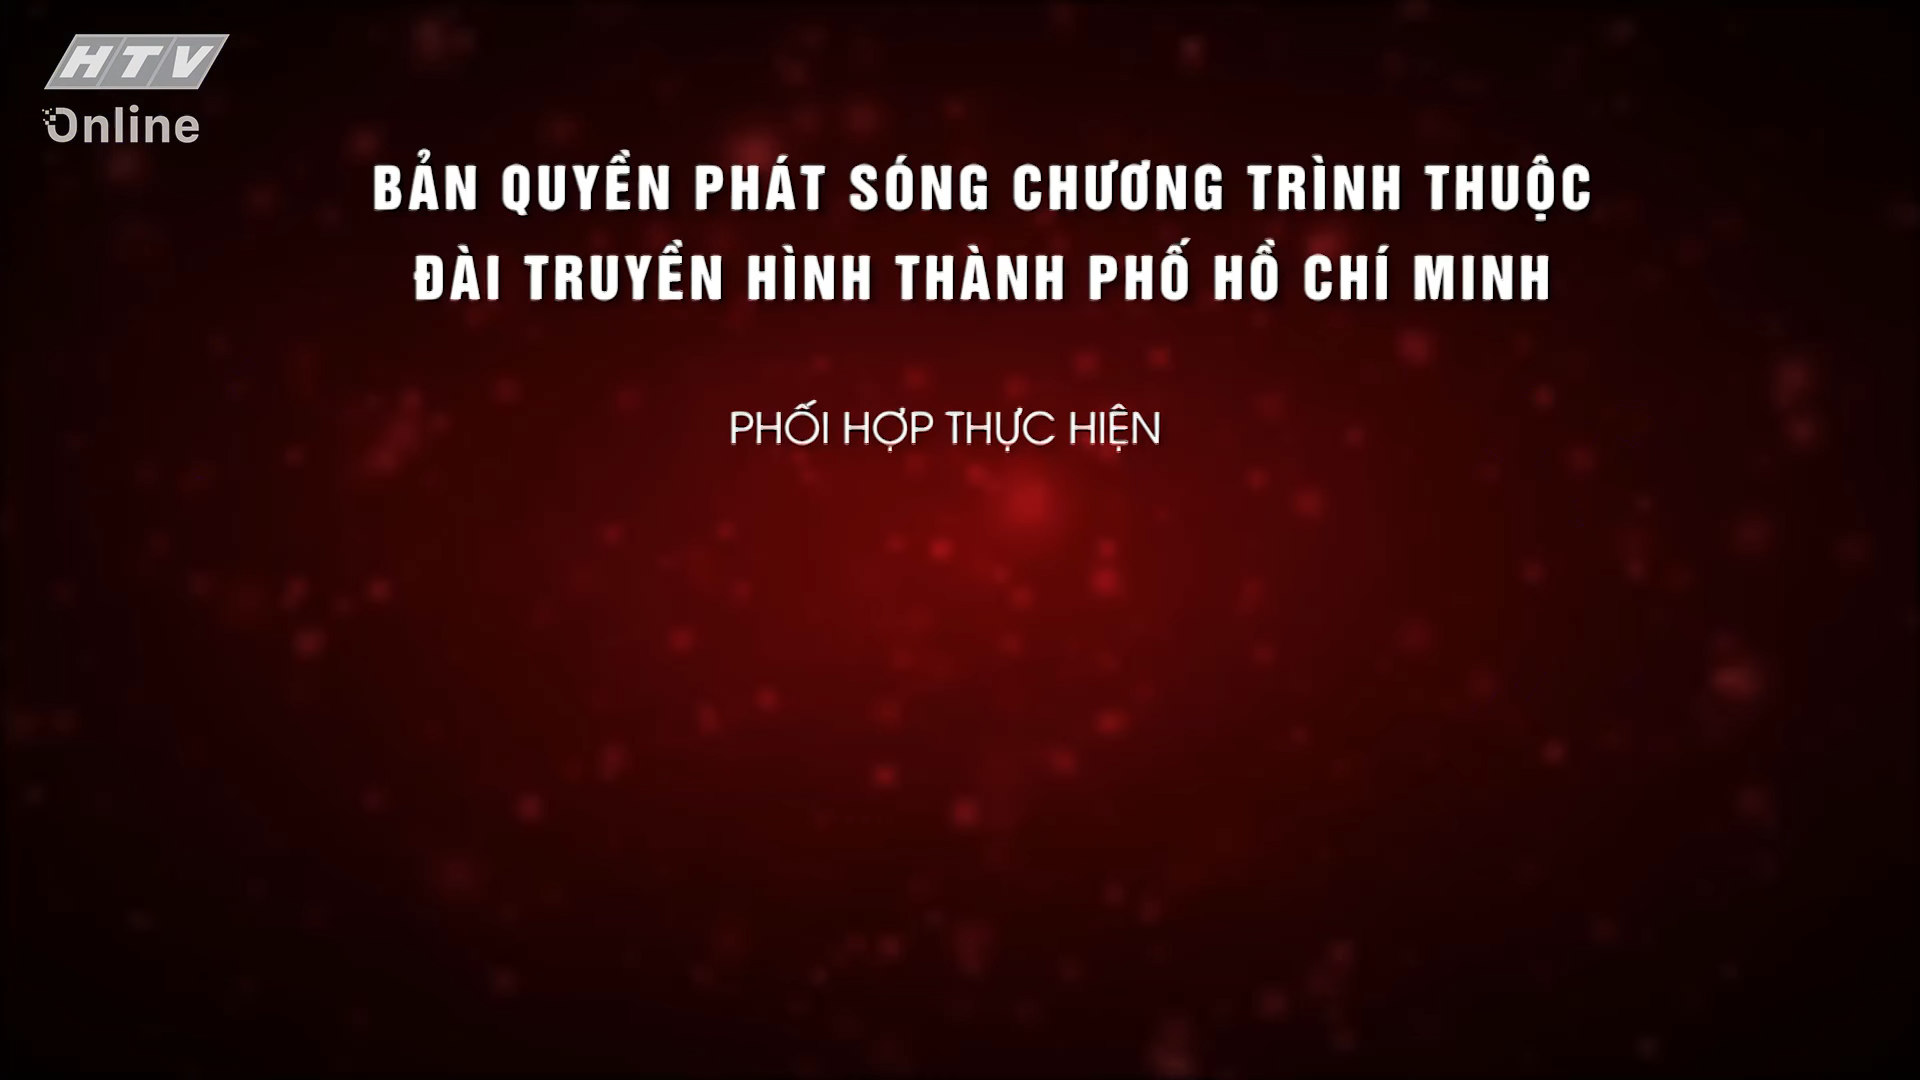 HTV
Online
BẢN QUYỀN PHÁT SÓNG CHƯƠNG TRÌNH THUỘC
ĐÀI TRUYỀN HÌNH THÀNH PHỐ HỒ CHÍ MINH
PHỐI HỢP THỰC HIỆN